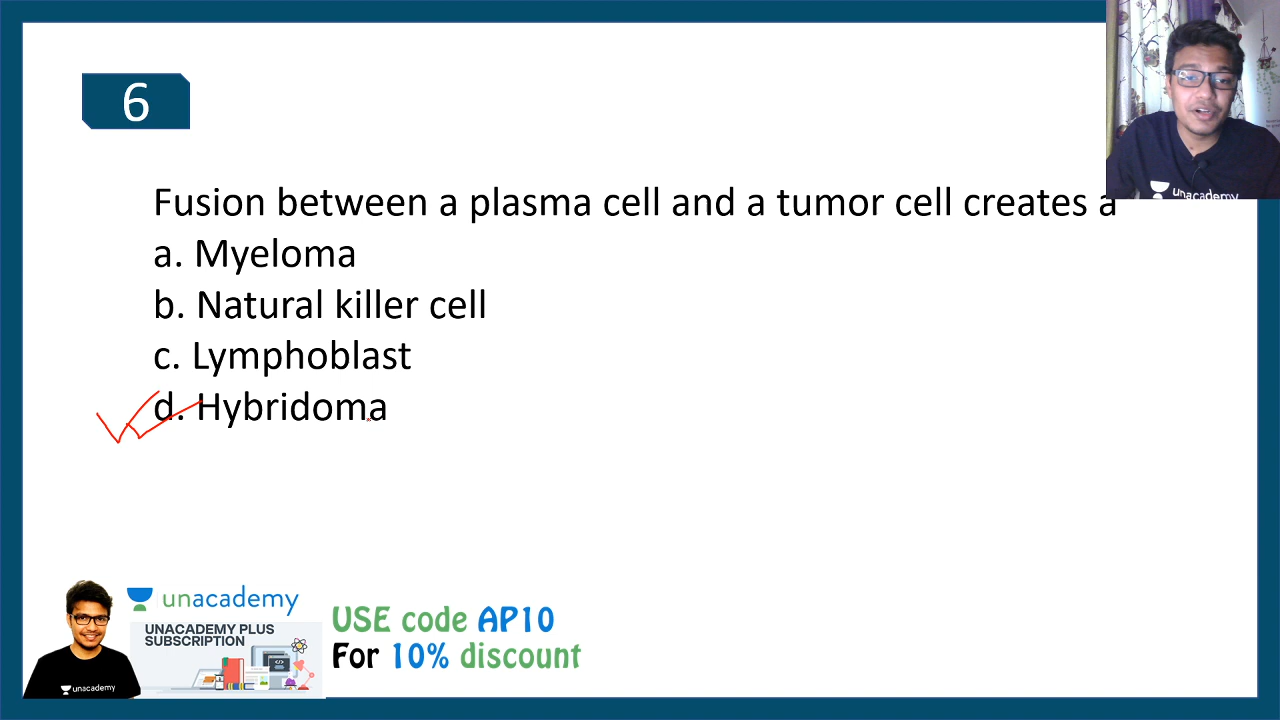 6
unacademy
Fusion between a plasma cell and a tumor cell creates a
a. Myeloma
b. Natural killer cell
c. Lymphoblast
d. Hybridoma
unacademy
UNACADEMY PLUS
SUBSCRIPTION
unacademy
USE code AP10
For 10% discount